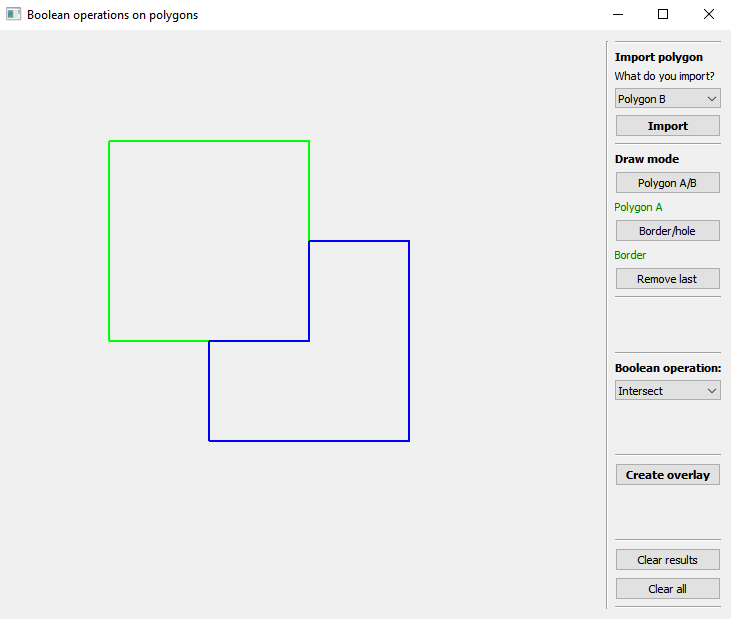 Boolean operations on polygons
Import polygon
What do you import?
Polygon B
Import
Draw mode
Polygon A/B
Polygon A
Border/hole
Border
Remove last
Boolean operation:
Intersect
Create overlay
Clear results
Clear all